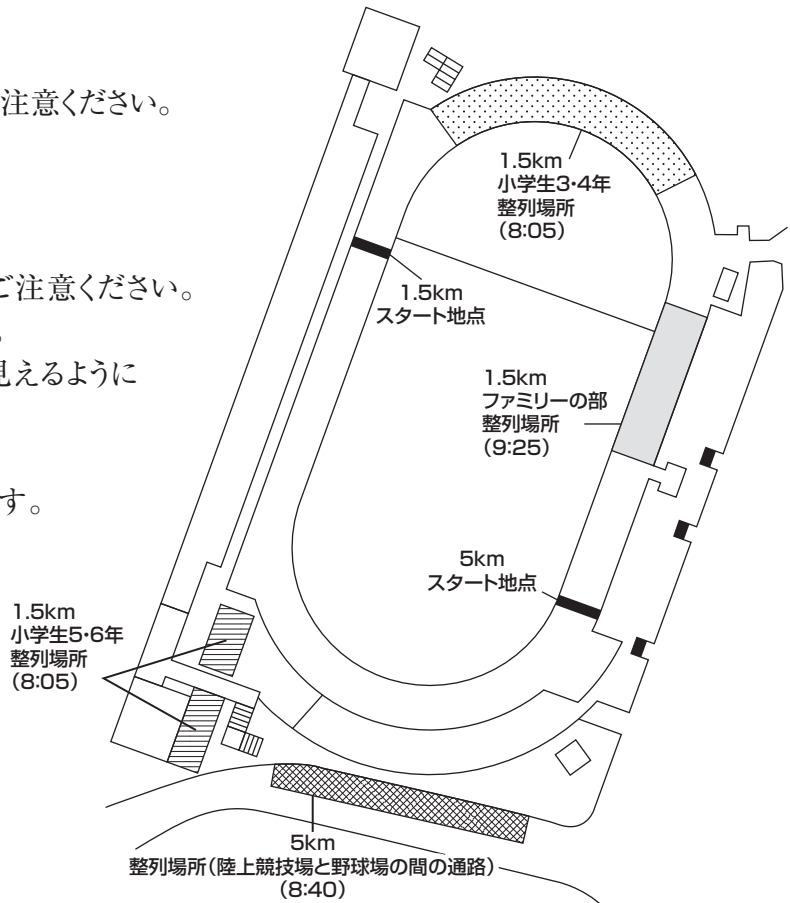 注意ください。
ご注意ください。
。
見えるように
す。
1.5km
小学生3・4年
整列場所
(8:05)
1.5km
スタート地点
1.5km
ファミリーの部
整列場所
(9:25)
5km
スタート地点
1.5km
小学生5・6年
整列場所
(8:05)
5km
整列場所(陸上競技場と野球場の間の通路)
(8:40)